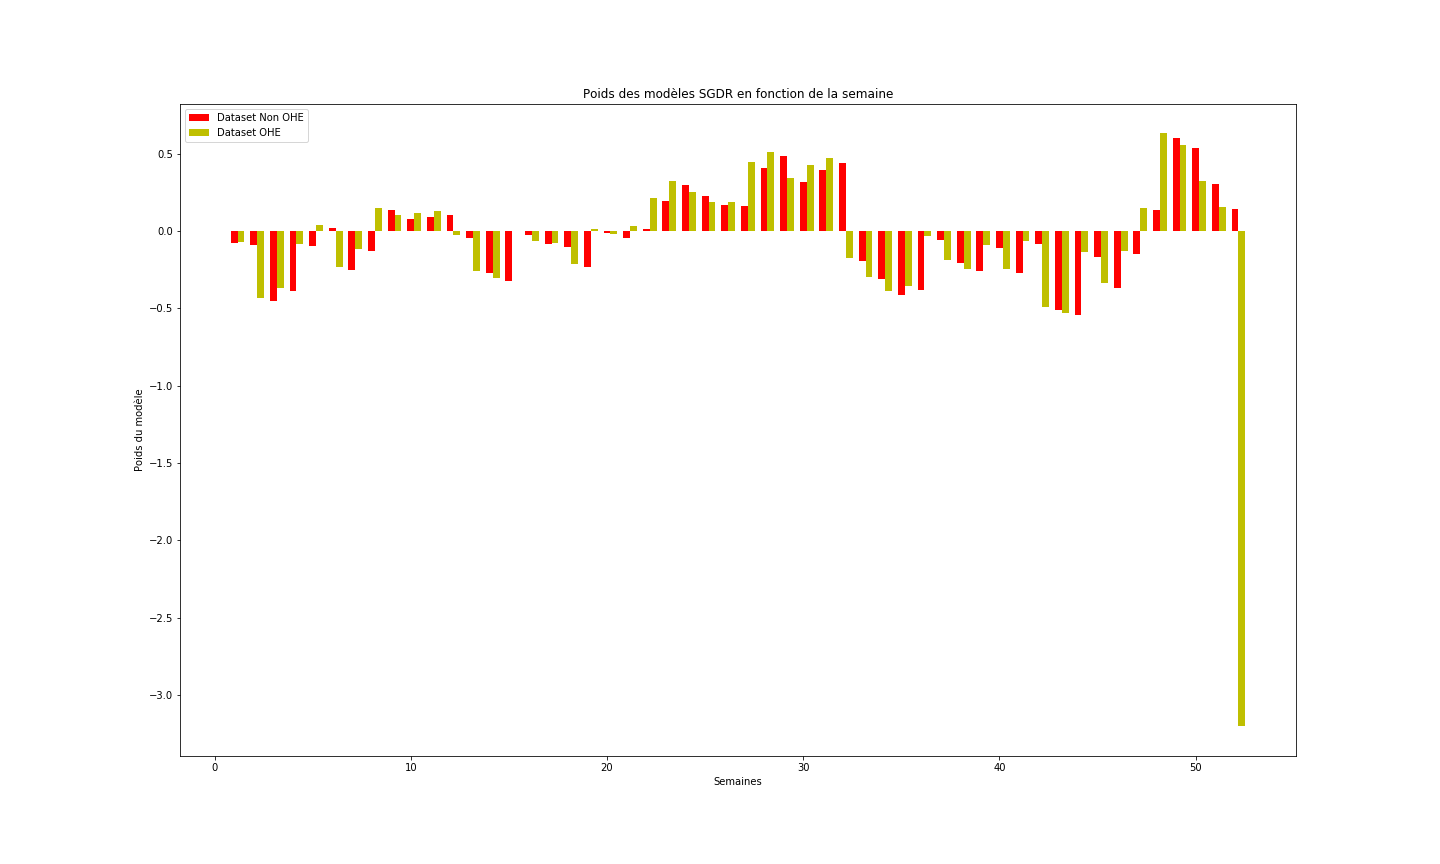 Poids des modèles SGDR en fonction de la semaine
Dataset Non OHE
Dataset OHE
0.5
0.0
−0.5
−1.0
−1.5
−2.0
−2.5
−3.0
Poids du modèle
0 10 20 30 40 50
Semaines